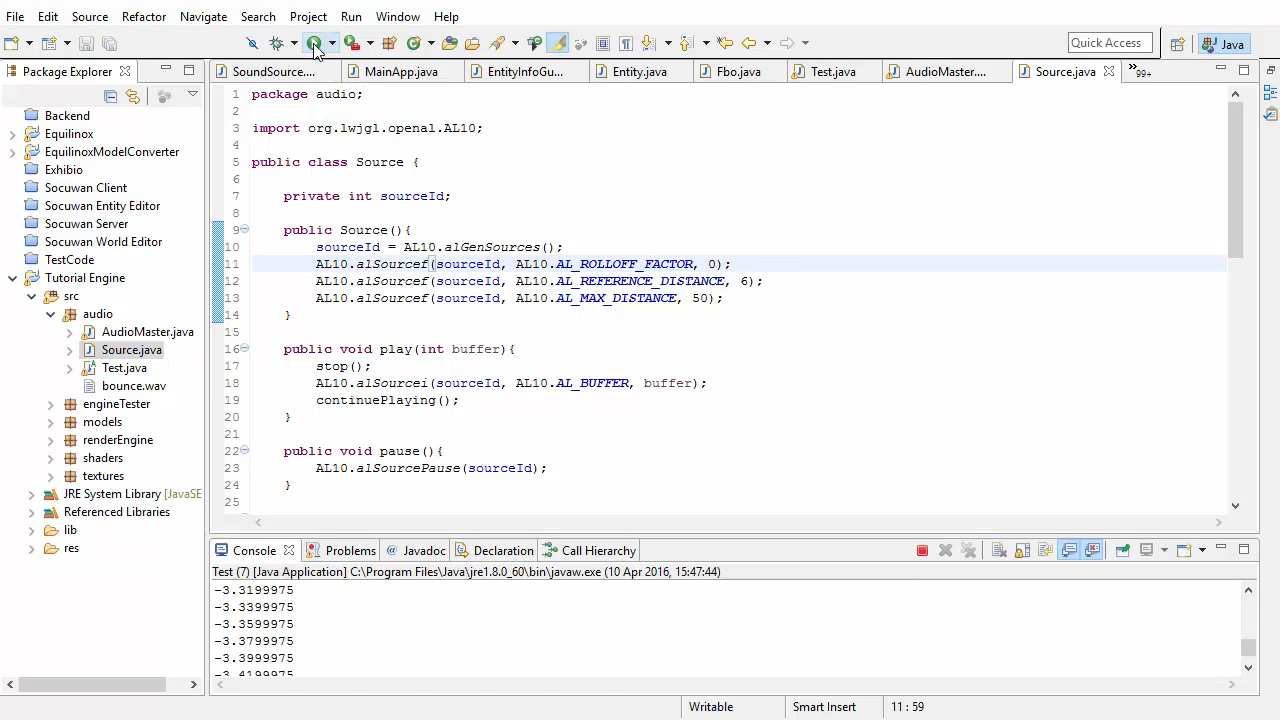 File Edit Source Refactor Navigate Search Project Run Window Help
Quick Access
Java
Package Explorer
SoundSource....
MainApp.java
EntityInfoGu...
Entity.java
Fbo.java
Test.java
AudioMaster....
Source.java
99+
Backend
Equilinox
EquilinoxModelConverter
Exhibio
Socuwan Client
Socuwan Entity Editor
Socuwan Server
Socuwan World Editor
TestCode
Tutorial Engine
src
audio
AudioMaster.java
Source.java
Test.java
bounce.wav
engineTester
models
renderEngine
shaders
textures
JRE System Library [JavaSE
Referenced Libraries
lib
res
1 package audio;
2
3 import org.lwjgl.openal.AL10;
4
5 public class Source {
6
7 private int sourceId;
8
9 public Source(){
10 sourceId = AL10.alGenSources();
11 AL10.alSourcef(sourceId, AL10.AL_ROLLOFF_FACTOR, 0);
12 AL10.alSourcef(sourceId, AL10.AL_REFERENCE_DISTANCE, 6);
13 AL10.alSourcef(sourceId, AL10.AL_MAX_DISTANCE, 50);
14 }
15
16 public void play(int buffer){
17 stop();
18 AL10.alSourcei(sourceId, AL10.AL_BUFFER, buffer);
19 continuePlaying();
20 }
21
22 public void pause(){
23 AL10.alSourcePause(sourceId);
24 }
25
Console Problems Javadoc Declaration Call Hierarchy
Test (7) [Java Application] C:\Program Files\Java\jre1.8.0_60\bin\javaw.exe (10 Apr 2016, 15:47:44)
-3.3199975
-3.3399975
-3.3599975
-3.3799975
-3.3999975
-3.4199975
Writable Smart Insert 11 : 59